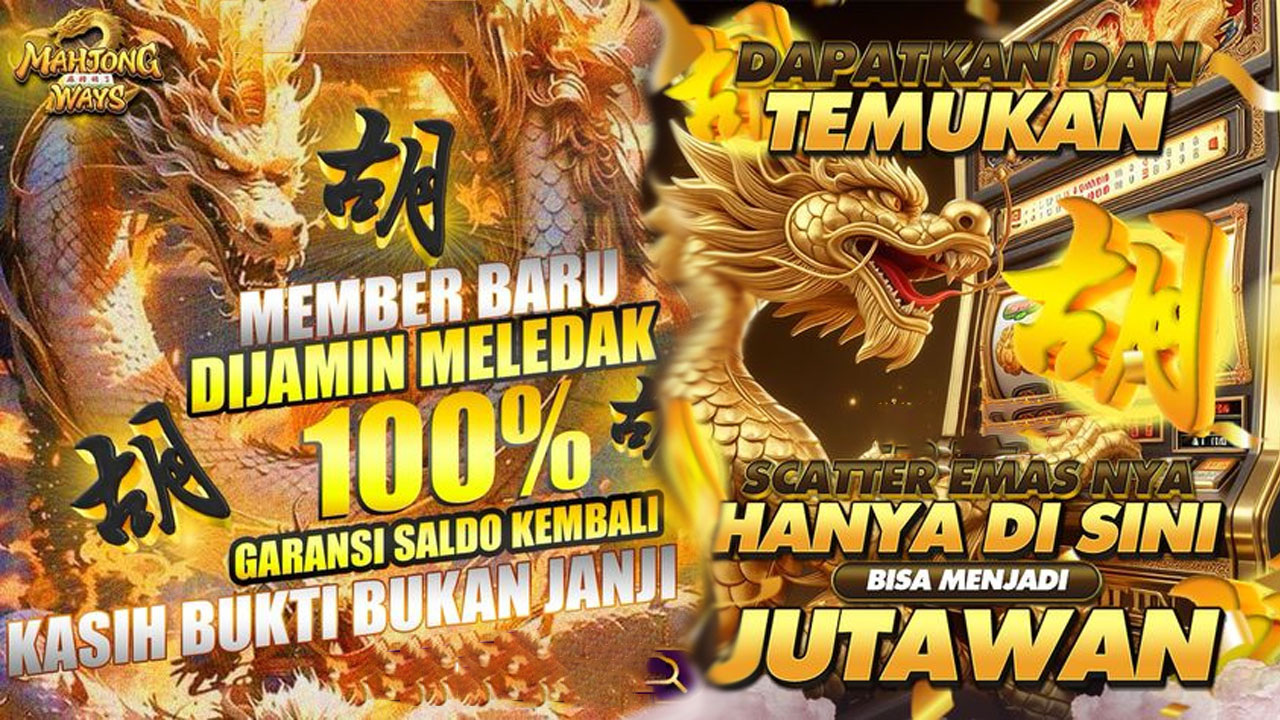 MAHJONG
WAYS
胡
MEMBER BARU
DIJAMIN MELEDAK
100%
GARANSI SALDO KEMBALI
KASIH BUKTI BUKAN JANJI
胡
DAPATKAN DAN
TEMUKAN
胡
SCATTER EMAS NYA
HANYA DI SINI
BISA MENJADI
JUTAWAN